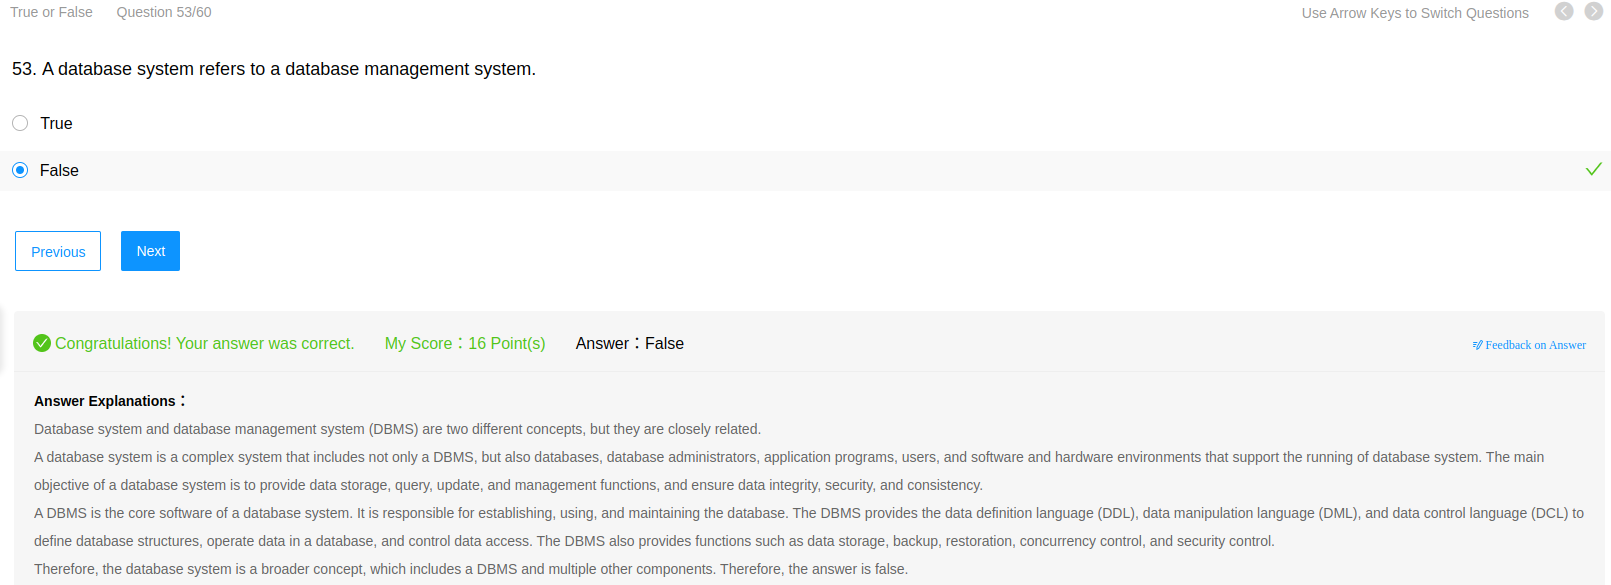 True or False Question 53/60 Use Arrow Keys to Switch Questions
53. A database system refers to a database management system.
True
False
Previous Next
Congratulations! Your answer was correct. My Score：16 Point(s) Answer：False Feedback on Answer
Answer Explanations：
Database system and database management system (DBMS) are two different concepts, but they are closely related.
A database system is a complex system that includes not only a DBMS, but also databases, database administrators, application programs, users, and software and hardware environments that support the running of database system. The main
objective of a database system is to provide data storage, query, update, and management functions, and ensure data integrity, security, and consistency.
A DBMS is the core software of a database system. It is responsible for establishing, using, and maintaining the database. The DBMS provides the data definition language (DDL), data manipulation language (DML), and data control language (DCL) to
define database structures, operate data in a database, and control data access. The DBMS also provides functions such as data storage, backup, restoration, concurrency control, and security control.
Therefore, the database system is a broader concept, which includes a DBMS and multiple other components. Therefore, the answer is false.